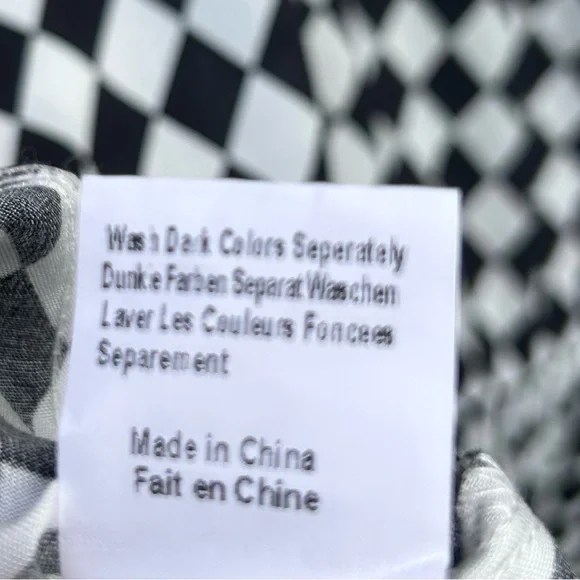 Wash Dark Colors Seperately
Dunkle Farben Separat Waschen
Laver Les Couleurs Foncees
Separement
Made in China
Fait en Chine